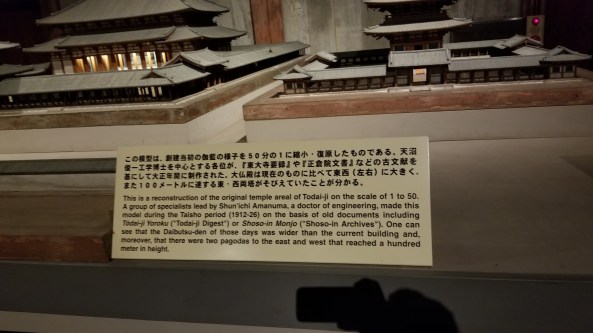 この模型は、創建当初の伽藍の様子を50分の1に縮小・復原したものである。天沼
俊一工学博士を中心とする各位が、『東大寺要録』や『正倉院文書』などの古文献を
基にして大正年間に制作された。大仏殿は現在のものに比べて東西(左右)に大きく、
また100メートルに達する東・西両塔がそびえていたことが分かる。
This is a reconstruction of the original temple areal of Todai-ji on the scale of 1 to 50.
A group of specialists lead by Shun'ichi Amanuma, a doctor of engineering, made this
model during the Taisho period (1912-26) on the basis of old documents including
Tōdai-ji Yōroku ("Todai-ji Digest") or Shoso-in Monjo ("Shoso-in Archives"). One can
see that the Daibutsu-den of those days was wider than the current building and,
moreover, that there were two pagodas to the east and west that reached a hundred
meter in height.